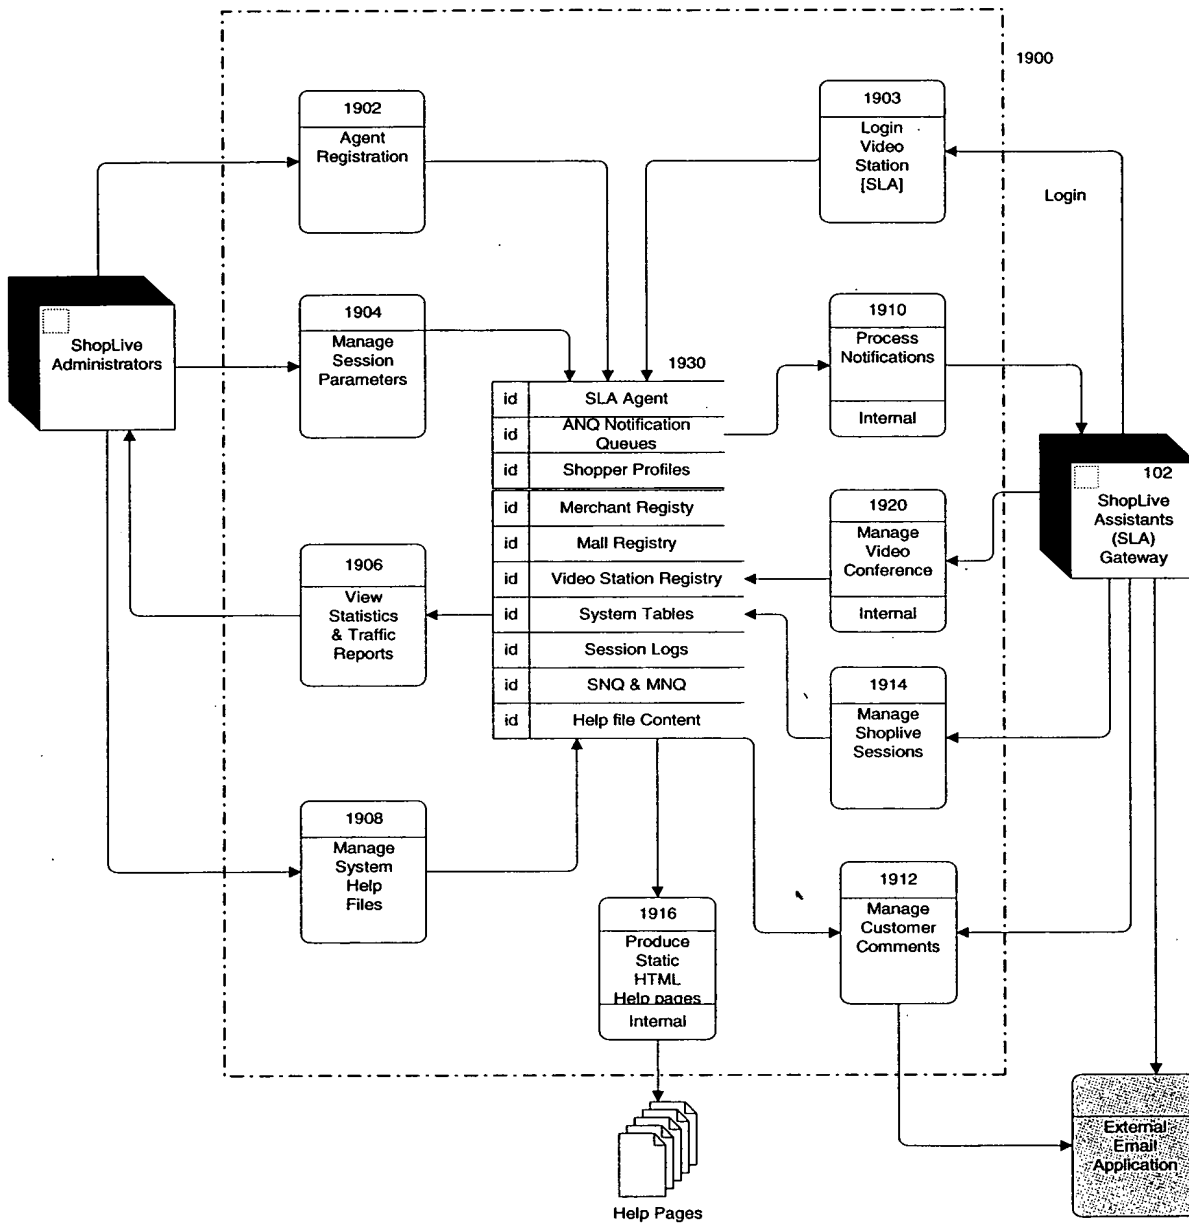 1900
1902
Agent
Registration
1903
Login
Video
Station
[SLA]
Login
ShopLive
Administrators
1904
Manage
Session
Parameters
1910
Process
Notifications
Internal
1930
id SLA Agent
id ANQ Notification
Queues
id Shopper Profiles
id Merchant Registy
id Mall Registry
id Video Station Registry
id System Tables
id Session Logs
id SNQ & MNQ
id Help file Content
102
ShopLive
Assistants
(SLA)
Gateway
1920
Manage
Video
Conference
Internal
1906
View
Statistics
& Traffic
Reports
1914
Manage
Shoplive
Sessions
1908
Manage
System
Help
Files
1912
Manage
Customer
Comments
1916
Produce
Static
HTML
Help pages
Internal
External
Email
Application
Help Pages